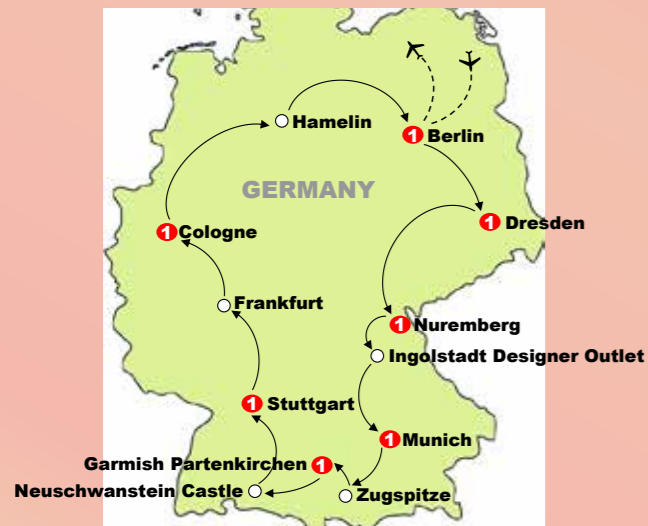 Hamelin
1 Berlin
GERMANY
1 Cologne
1 Dresden
Frankfurt
1 Nuremberg
Ingolstadt Designer Outlet
1 Stuttgart
1 Munich
Garmish Partenkirchen 1
Neuschwanstein Castle
Zugspitze